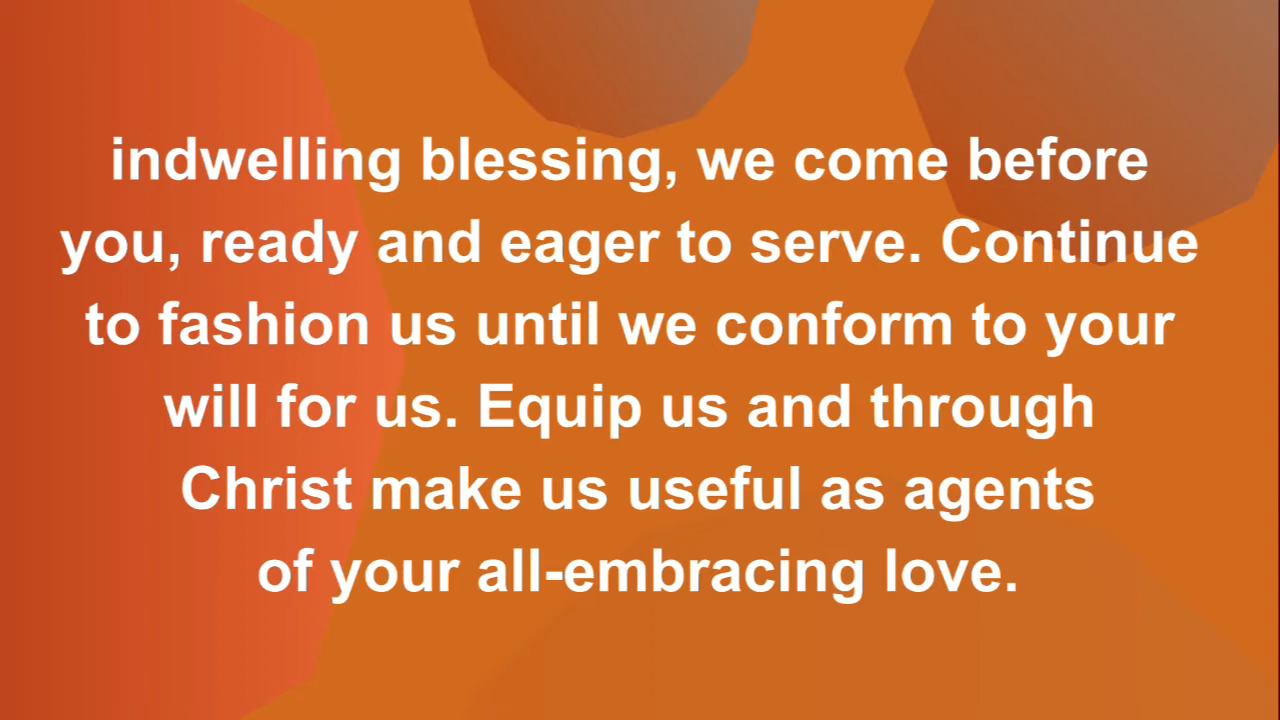 indwelling blessing, we come before
you, ready and eager to serve. Continue
to fashion us until we conform to your
will for us. Equip us and through
Christ make us useful as agents
of your all-embracing love.